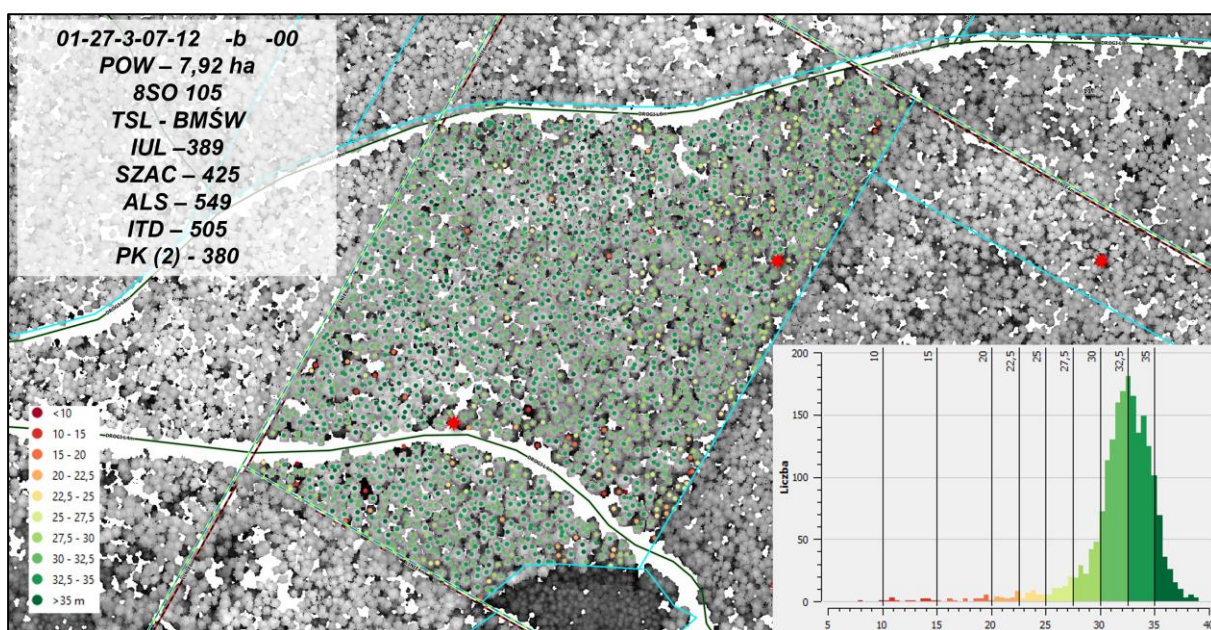 01-27-3-07-12 -b -00
POW – 7,92 ha
8SO 105
TSL - BMŚW
IUL –389
SZAC – 425
ALS – 549
ITD – 505
PK (2) - 380
<10
10 - 15
15 - 20
20 - 22,5
22,5 - 25
25 - 27,5
27,5 - 30
30 - 32,5
32,5 - 35
>35 m
200
150
100
50
0
Liczba
10
15
20
22,5
25
27,5
30
32,5
35
5
10
15
20
25
30
35
40